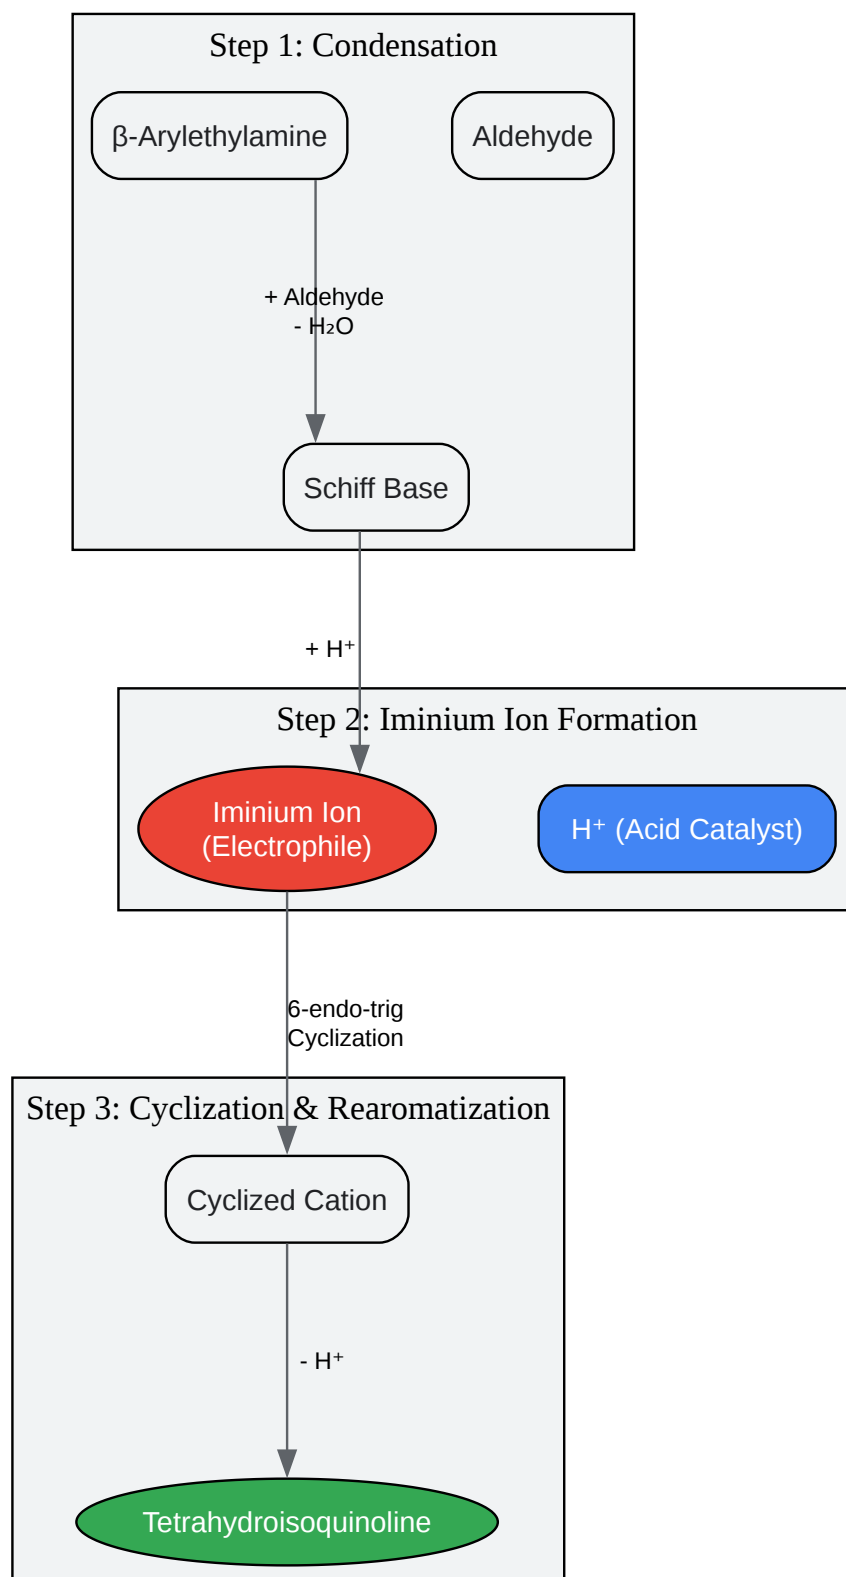 Step 1: Condensation
β-Arylethylamine
Aldehyde
+ Aldehyde
- H₂O
Schiff Base
+ H⁺
Step 2: Iminium Ion Formation
Iminium Ion
(Electrophile)
H⁺ (Acid Catalyst)
6-endo-trig
Cyclization
Step 3: Cyclization & Rearomatization
Cyclized Cation
- H⁺
Tetrahydroisoquinoline